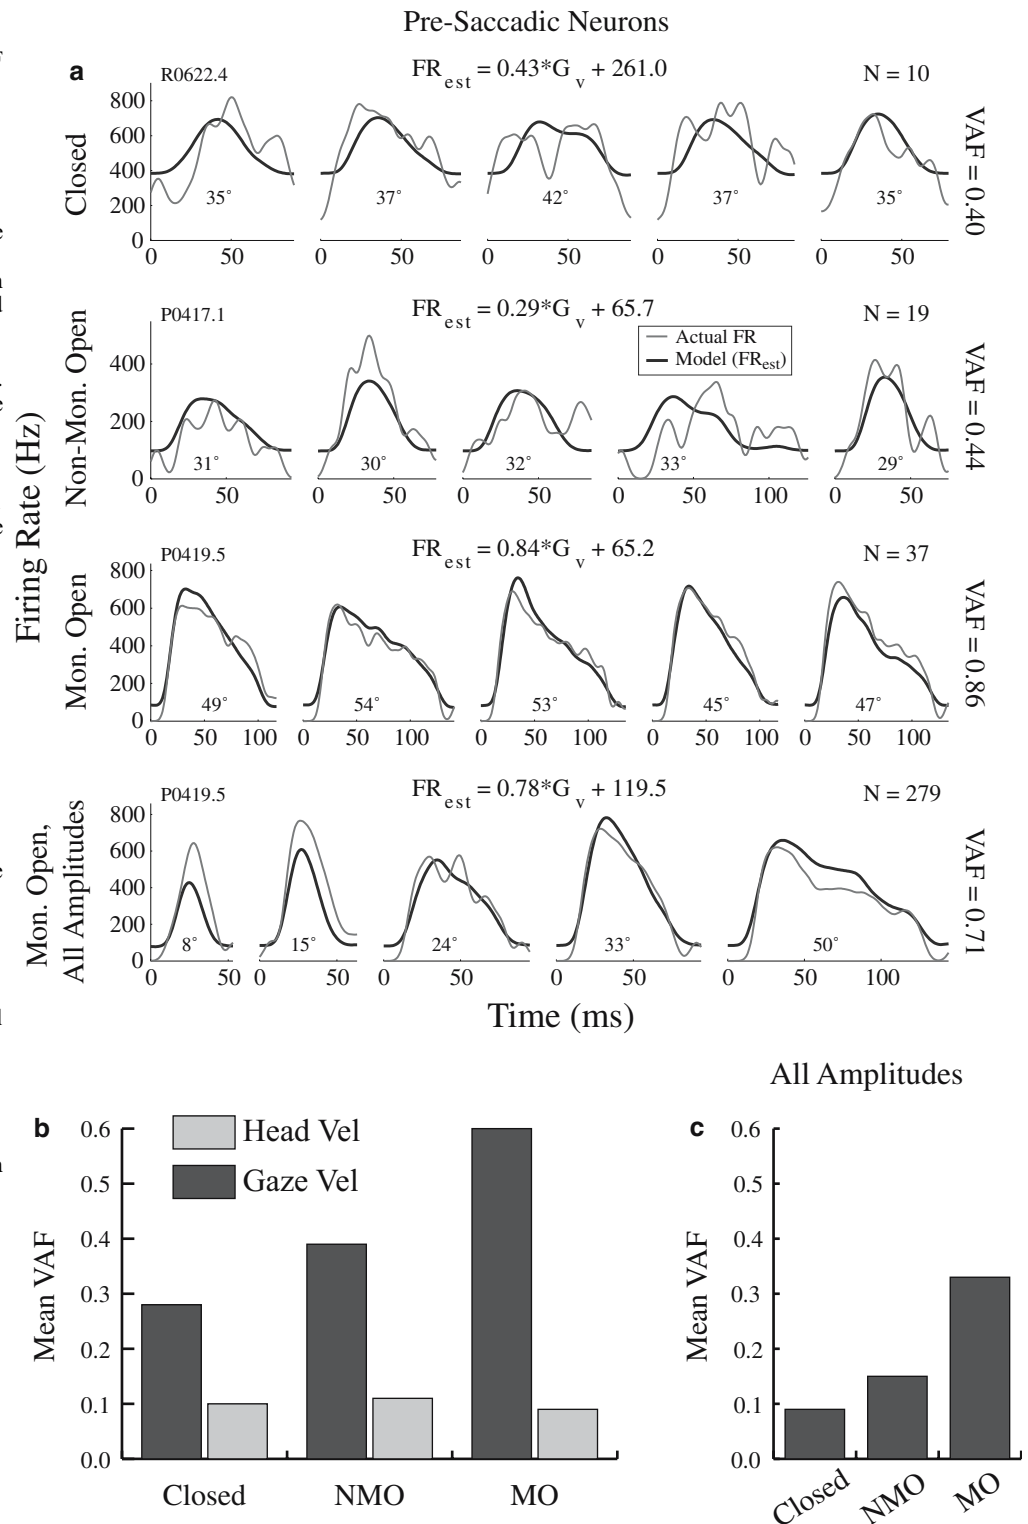 Pre-Saccadic Neurons
a
R0622.4
FRest = 0.43*Gv + 261.0
N = 10
800
600
400
200
0
Closed
35°
37°
42°
37°
35°
VAF = 0.40
0 50 0 50 0 50 0 50 0 50
P0417.1
FRest = 0.29*Gv + 65.7
N = 19
Actual FR
Model (FRest)
400
200
0
Non-Mon. Open
31°
30°
32°
33°
29°
VAF = 0.44
0 50 0 50 0 50 0 50 100 0 50
Firing Rate (Hz)
P0419.5
FRest = 0.84*Gv + 65.2
N = 37
800
600
400
200
0
Mon. Open
49°
54°
53°
45°
47°
VAF = 0.86
0 50 100 0 50 100 0 50 100 0 50 100 0 50 100
P0419.5
FRest = 0.78*Gv + 119.5
N = 279
800
600
400
200
0
Mon. Open,
All Amplitudes
8°
15°
24°
33°
50°
VAF = 0.71
0 50 0 50 0 50 0 50 0 50 100
Time (ms)
b
Head Vel
Gaze Vel
0.6
0.5
0.4
0.3
0.2
0.1
0.0
Mean VAF
Closed NMO MO
All Amplitudes
c
0.6
0.5
0.4
0.3
0.2
0.1
0.0
Mean VAF
Closed NMO MO